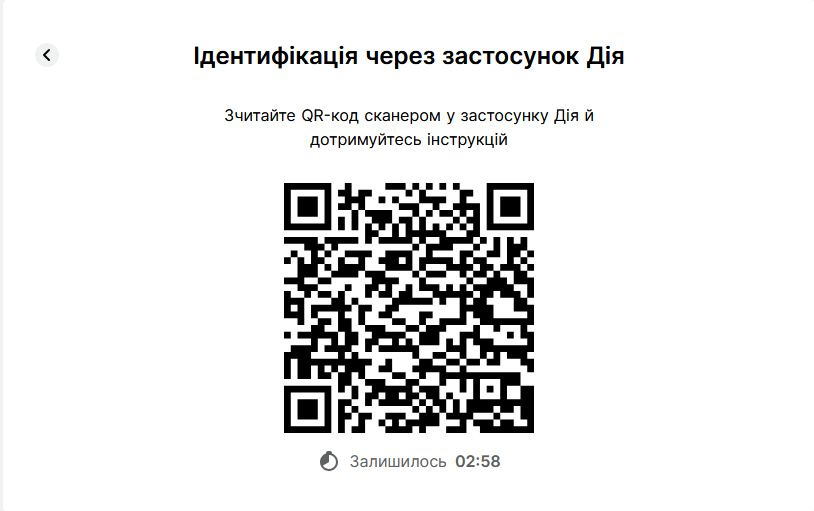 Ідентифікація через застосунок Дія
Зчитайте QR-код сканером у застосунку Дія й
дотримуйтесь інструкцій
Залишилось 02:58